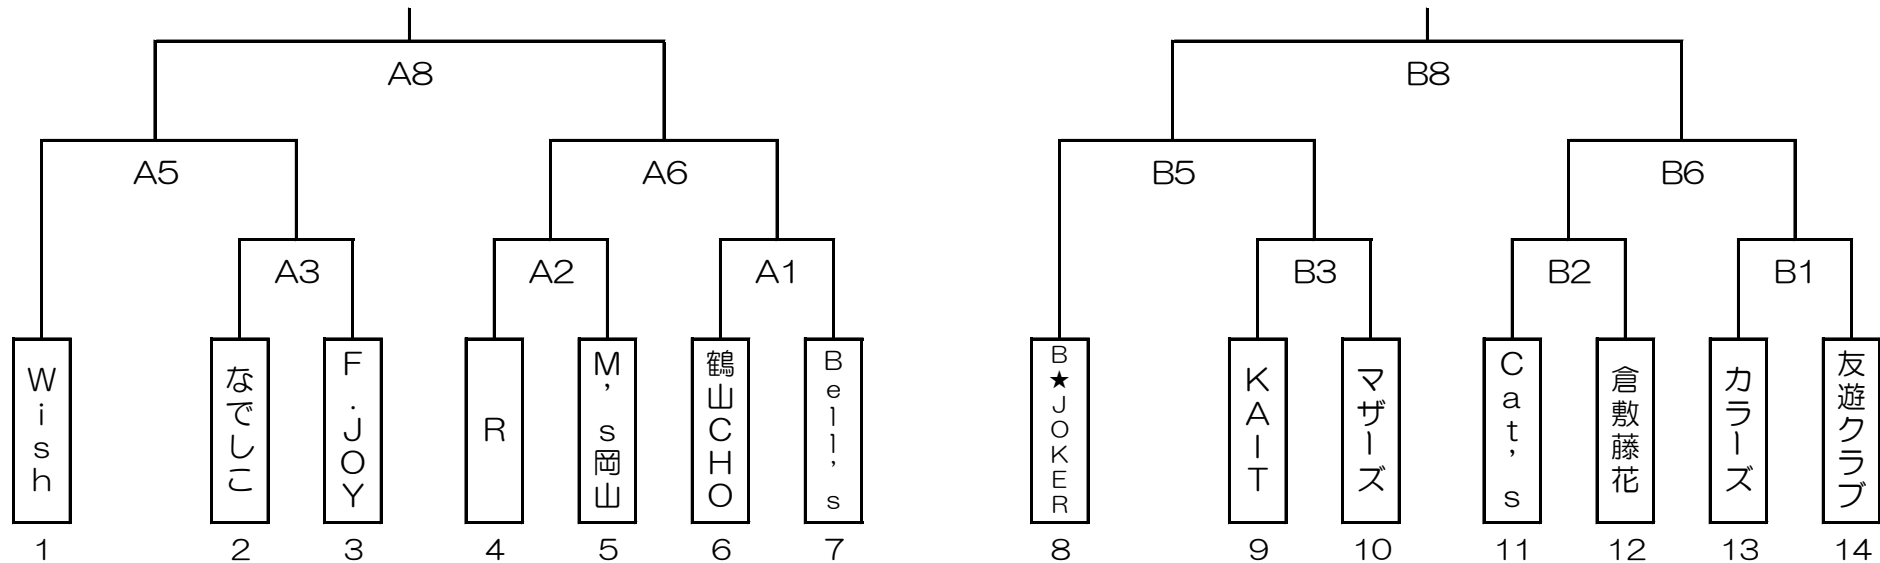 A8 B8
A5 A6 B5 B6
A3 A2 A1 B3 B2 B1
Wish
なでしこ
F.JOY
R
M's岡山
鶴山CHO
Bell's
B★JOKER
KAIT
マザーズ
Cat's
倉敷藤花
カラーズ
友遊クラブ
1 2 3 4 5 6 7 8 9 10 11 12 13 14